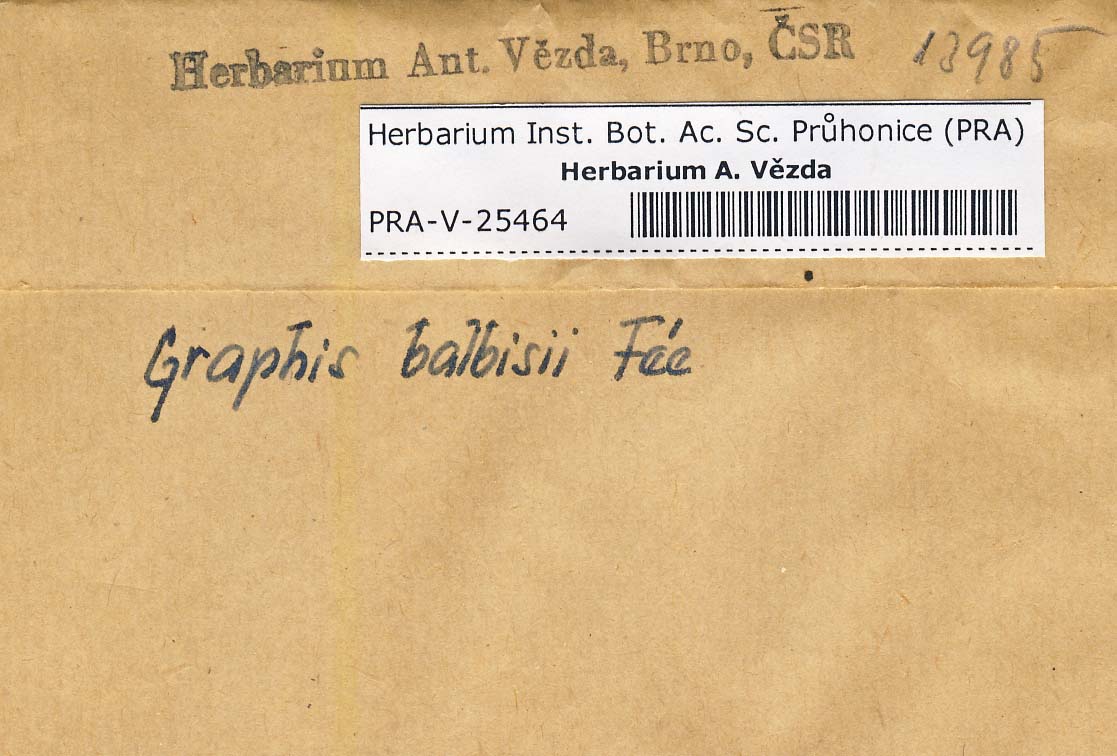 Herbarium Ant. Vězda, Brno, ČSR 13985
Herbarium Inst. Bot. Ac. Sc. Průhonice (PRA)
Herbarium A. Vězda
PRA-V-25464
Graphis balbisii Fée